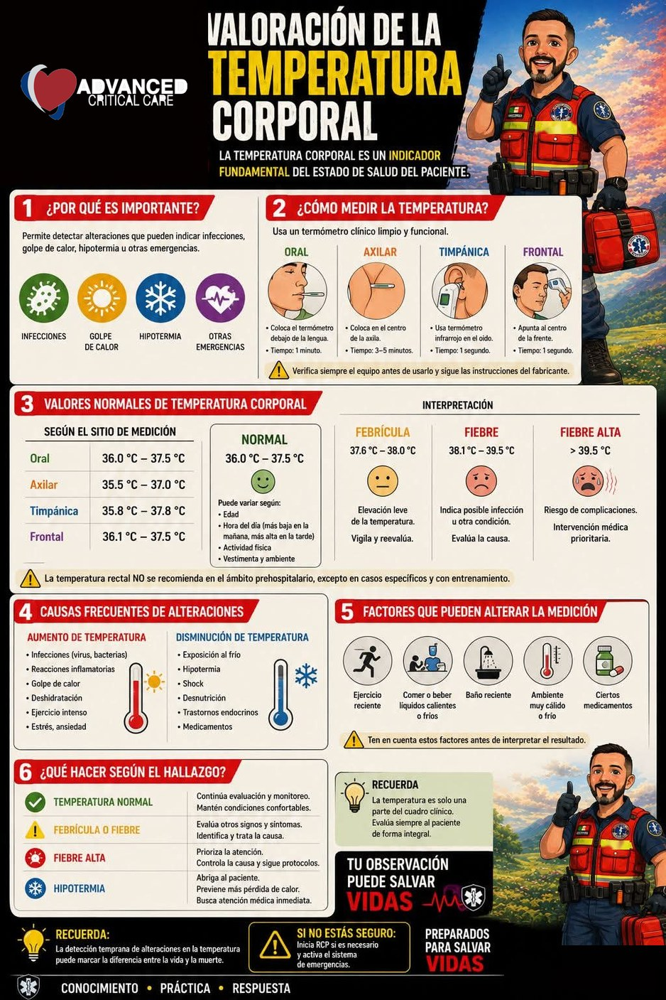 ADVANCED
CRITICAL CARE
VALORACIÓN DE LA
TEMPERATURA
CORPORAL
LA TEMPERATURA CORPORAL ES UN INDICADOR
FUNDAMENTAL DEL ESTADO DE SALUD DEL PACIENTE.
1 ¿POR QUÉ ES IMPORTANTE?
Permite detectar alteraciones que pueden indicar infecciones,
golpe de calor, hipotermia u otras emergencias.
INFECCIONES
GOLPE
DE CALOR
HIPOTERMIA
OTRAS
EMERGENCIAS
2 ¿CÓMO MEDIR LA TEMPERATURA?
Usa un termómetro clínico limpio y funcional.
ORAL
• Coloca el termómetro
debajo de la lengua.
• Tiempo: 1 minuto.
AXILAR
• Coloca en el centro
de la axila.
• Tiempo: 3–5 minutos.
TIMPÁNICA
• Usa termómetro
infrarrojo en el oido.
• Tiempo: 1 segundo.
FRONTAL
• Apunta al centro
de la frente.
• Tiempo: 1 segundo.
Verifica siempre el equipo antes de usarlo y sigue las instrucciones del fabricante.
3 VALORES NORMALES DE TEMPERATURA CORPORAL
SEGÚN EL SITIO DE MEDICIÓN
Oral 36.0 °C – 37.5 °C
Axilar 35.5 °C – 37.0 °C
Timpánica 35.8 °C – 37.8 °C
Frontal 36.1 °C – 37.5 °C
NORMAL
36.0 °C – 37.5 °C
Puede variar según:
• Edad
• Hora del día (más baja en la
mañana, más alta en la tarde)
• Actividad física
• Vestimenta y ambiente
INTERPRETACIÓN
FEBRÍCULA
37.6 °C – 38.0 °C
Elevación leve
de la temperatura.
Vigila y reevalúa.
FIEBRE
38.1 °C – 39.5 °C
Indica posible infección
u otra condición.
Evalúa la causa.
FIEBRE ALTA
> 39.5 °C
Riesgo de complicaciones.
Intervención médica
prioritaria.
La temperatura rectal NO se recomienda en el ámbito prehospitalario, excepto en casos específicos y con entrenamiento.
4 CAUSAS FRECUENTES DE ALTERACIONES
AUMENTO DE TEMPERATURA
• Infecciones (virus, bacterias)
• Reacciones inflamatorias
• Golpe de calor
• Deshidratación
• Ejercicio intenso
• Estrés, ansiedad
DISMINUCIÓN DE TEMPERATURA
• Exposición al frío
• Hipotermia
• Shock
• Desnutrición
• Trastornos endocrinos
• Medicamentos
5 FACTORES QUE PUEDEN ALTERAR LA MEDICIÓN
Ejercicio
reciente
Comer o beber
líquidos calientes
o fríos
Baño reciente
Ambiente
muy cálido
o frío
Ciertos
medicamentos
Ten en cuenta estos factores antes de interpretar el resultado.
6 ¿QUÉ HACER SEGÚN EL HALLAZGO?
TEMPERATURA NORMAL
Continúa evaluación y monitoreo.
Mantén condiciones confortables.
FEBRÍCULA O FIEBRE
Evalúa otros signos y síntomas.
Identifica y trata la causa.
FIEBRE ALTA
Prioriza la atención.
Controla la causa y sigue protocolos.
HIPOTERMIA
Abriga al paciente.
Previene más pérdida de calor.
Busca atención médica inmediata.
RECUERDA
La temperatura es solo una
parte del cuadro clínico.
Evalúa siempre al paciente
de forma integral.
TU OBSERVACIÓN
PUEDE SALVAR
VIDAS
RECUERDA:
La detección temprana de alteraciones en la temperatura
puede marcar la diferencia entre la vida y la muerte.
SI NO ESTÁS SEGURO:
Inicia RCP si es necesario
y activa el sistema
de emergencias.
PREPARADOS
PARA SALVAR
VIDAS
CONOCIMIENTO • PRÁCTICA • RESPUESTA